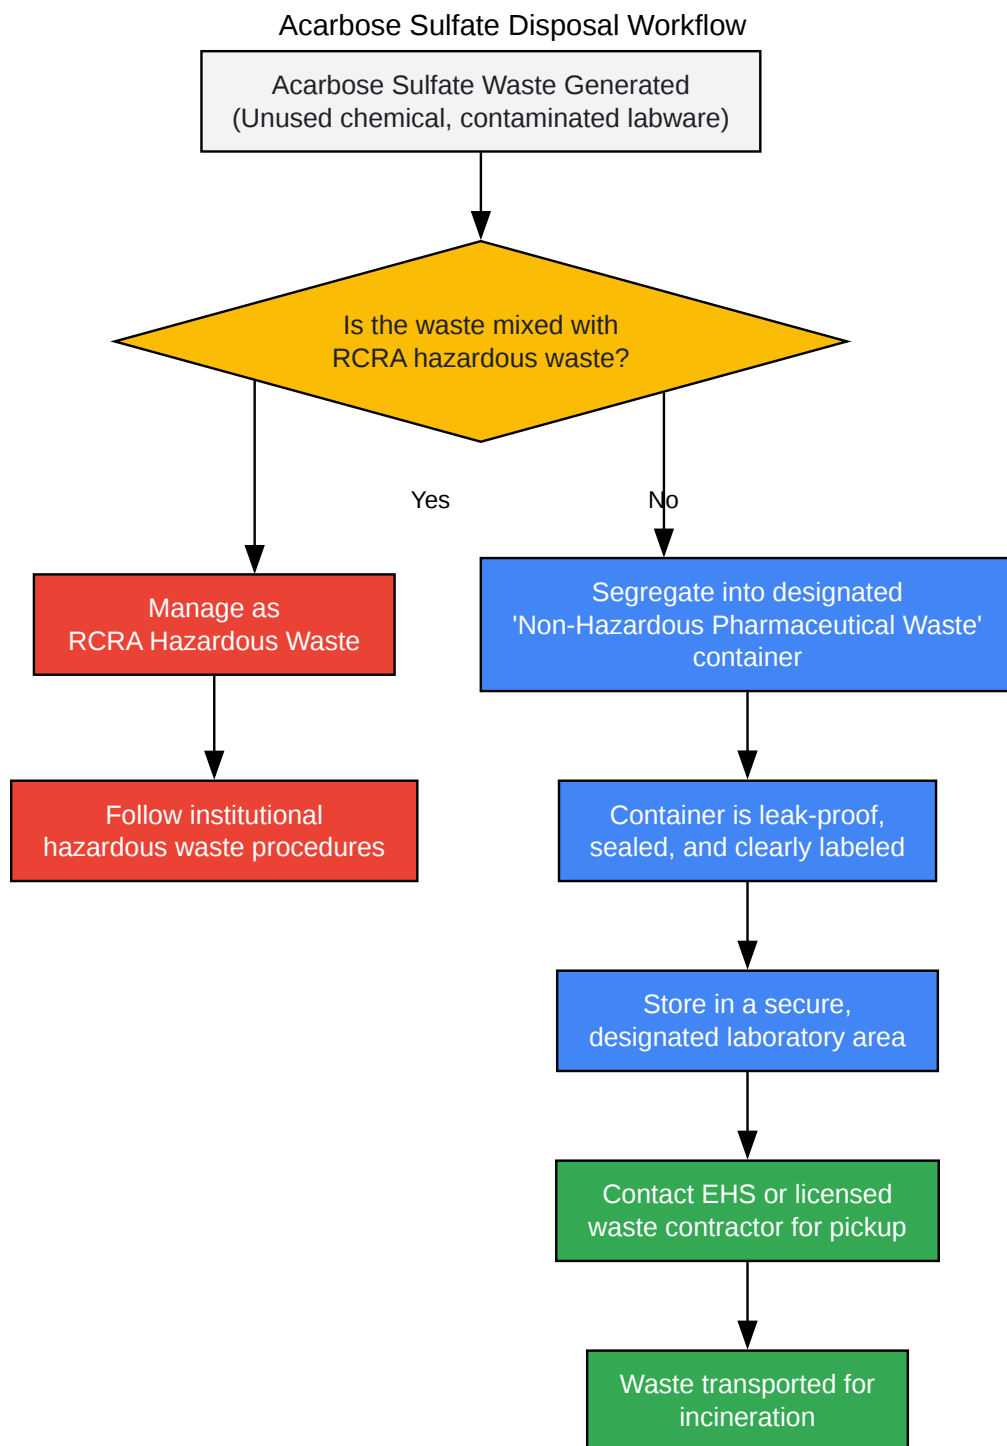 Acarbose Sulfate Disposal Workflow
Acarbose Sulfate Waste Generated
(Unused chemical, contaminated labware)
Is the waste mixed with
RCRA hazardous waste?
Yes
No
Manage as
RCRA Hazardous Waste
Follow institutional
hazardous waste procedures
Segregate into designated
'Non-Hazardous Pharmaceutical Waste'
container
Container is leak-proof,
sealed, and clearly labeled
Store in a secure,
designated laboratory area
Contact EHS or licensed
waste contractor for pickup
Waste transported for
incineration